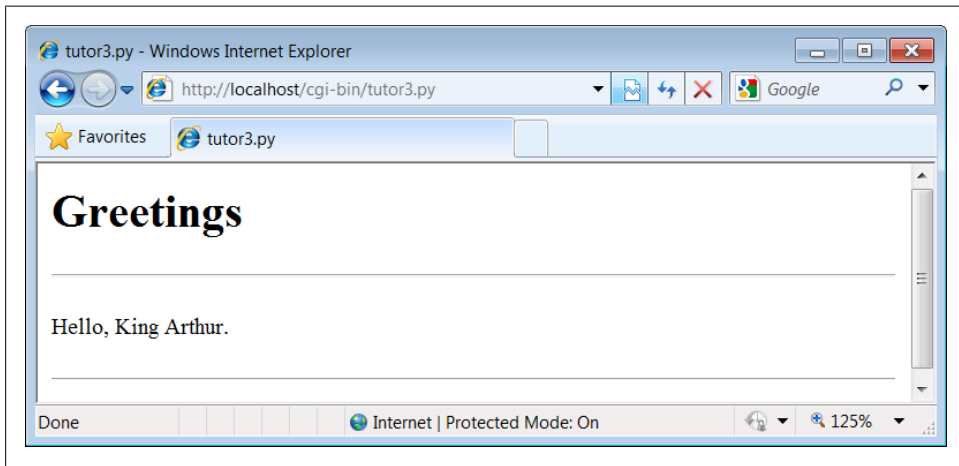 tutor3.py - Windows Internet Explorer
http://localhost/cgi-bin/tutor3.py
Google
Favorites
tutor3.py
Greetings
Hello, King Arthur.
Done
Internet | Protected Mode: On
125%